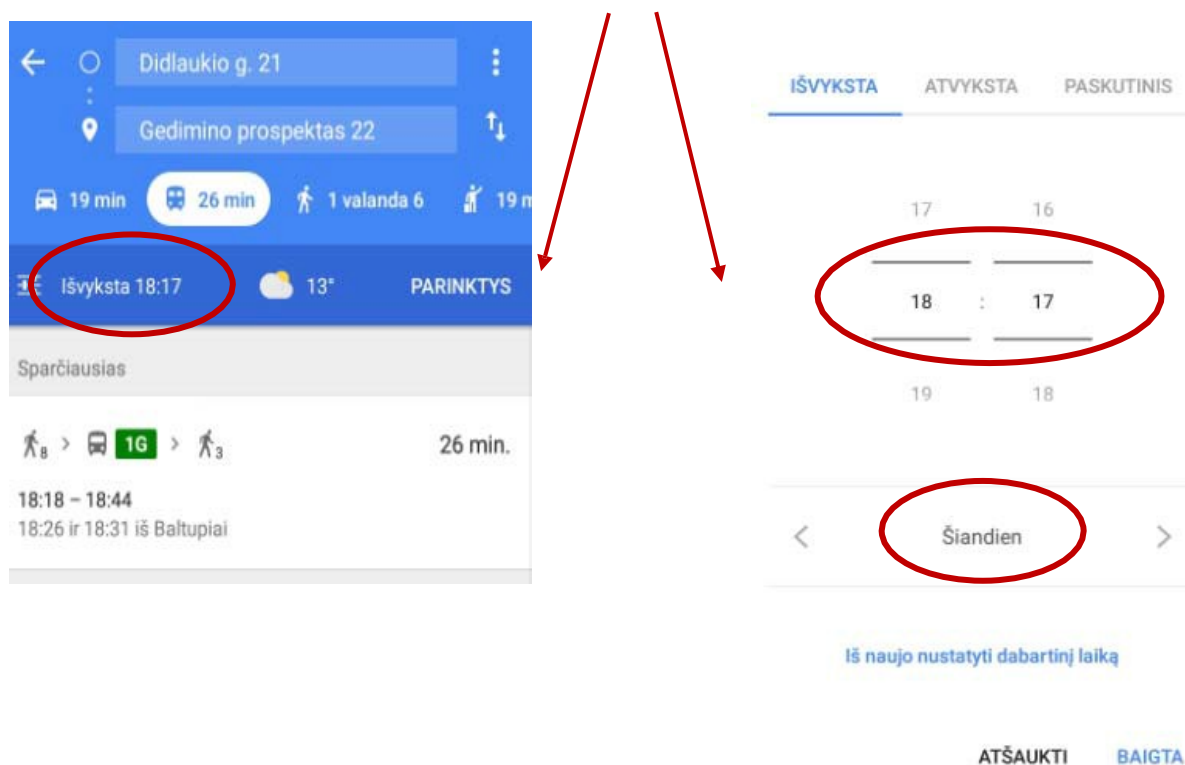 Didlaukio g. 21
Gedimino prospektas 22
19 min 26 min 1 valanda 6 19 m
Išvyksta 18:17 13° PARINKTYS
Sparčiausias
8 > 1G > 3 26 min.
18:18 – 18:44
18:26 ir 18:31 iš Baltupiai
IŠVYKSTA ATVYKSTA PASKUTINIS
17 16
18 : 17
19 18
< Šiandien >
Iš naujo nustatyti dabartinį laiką
ATŠAUKTI BAIGTA